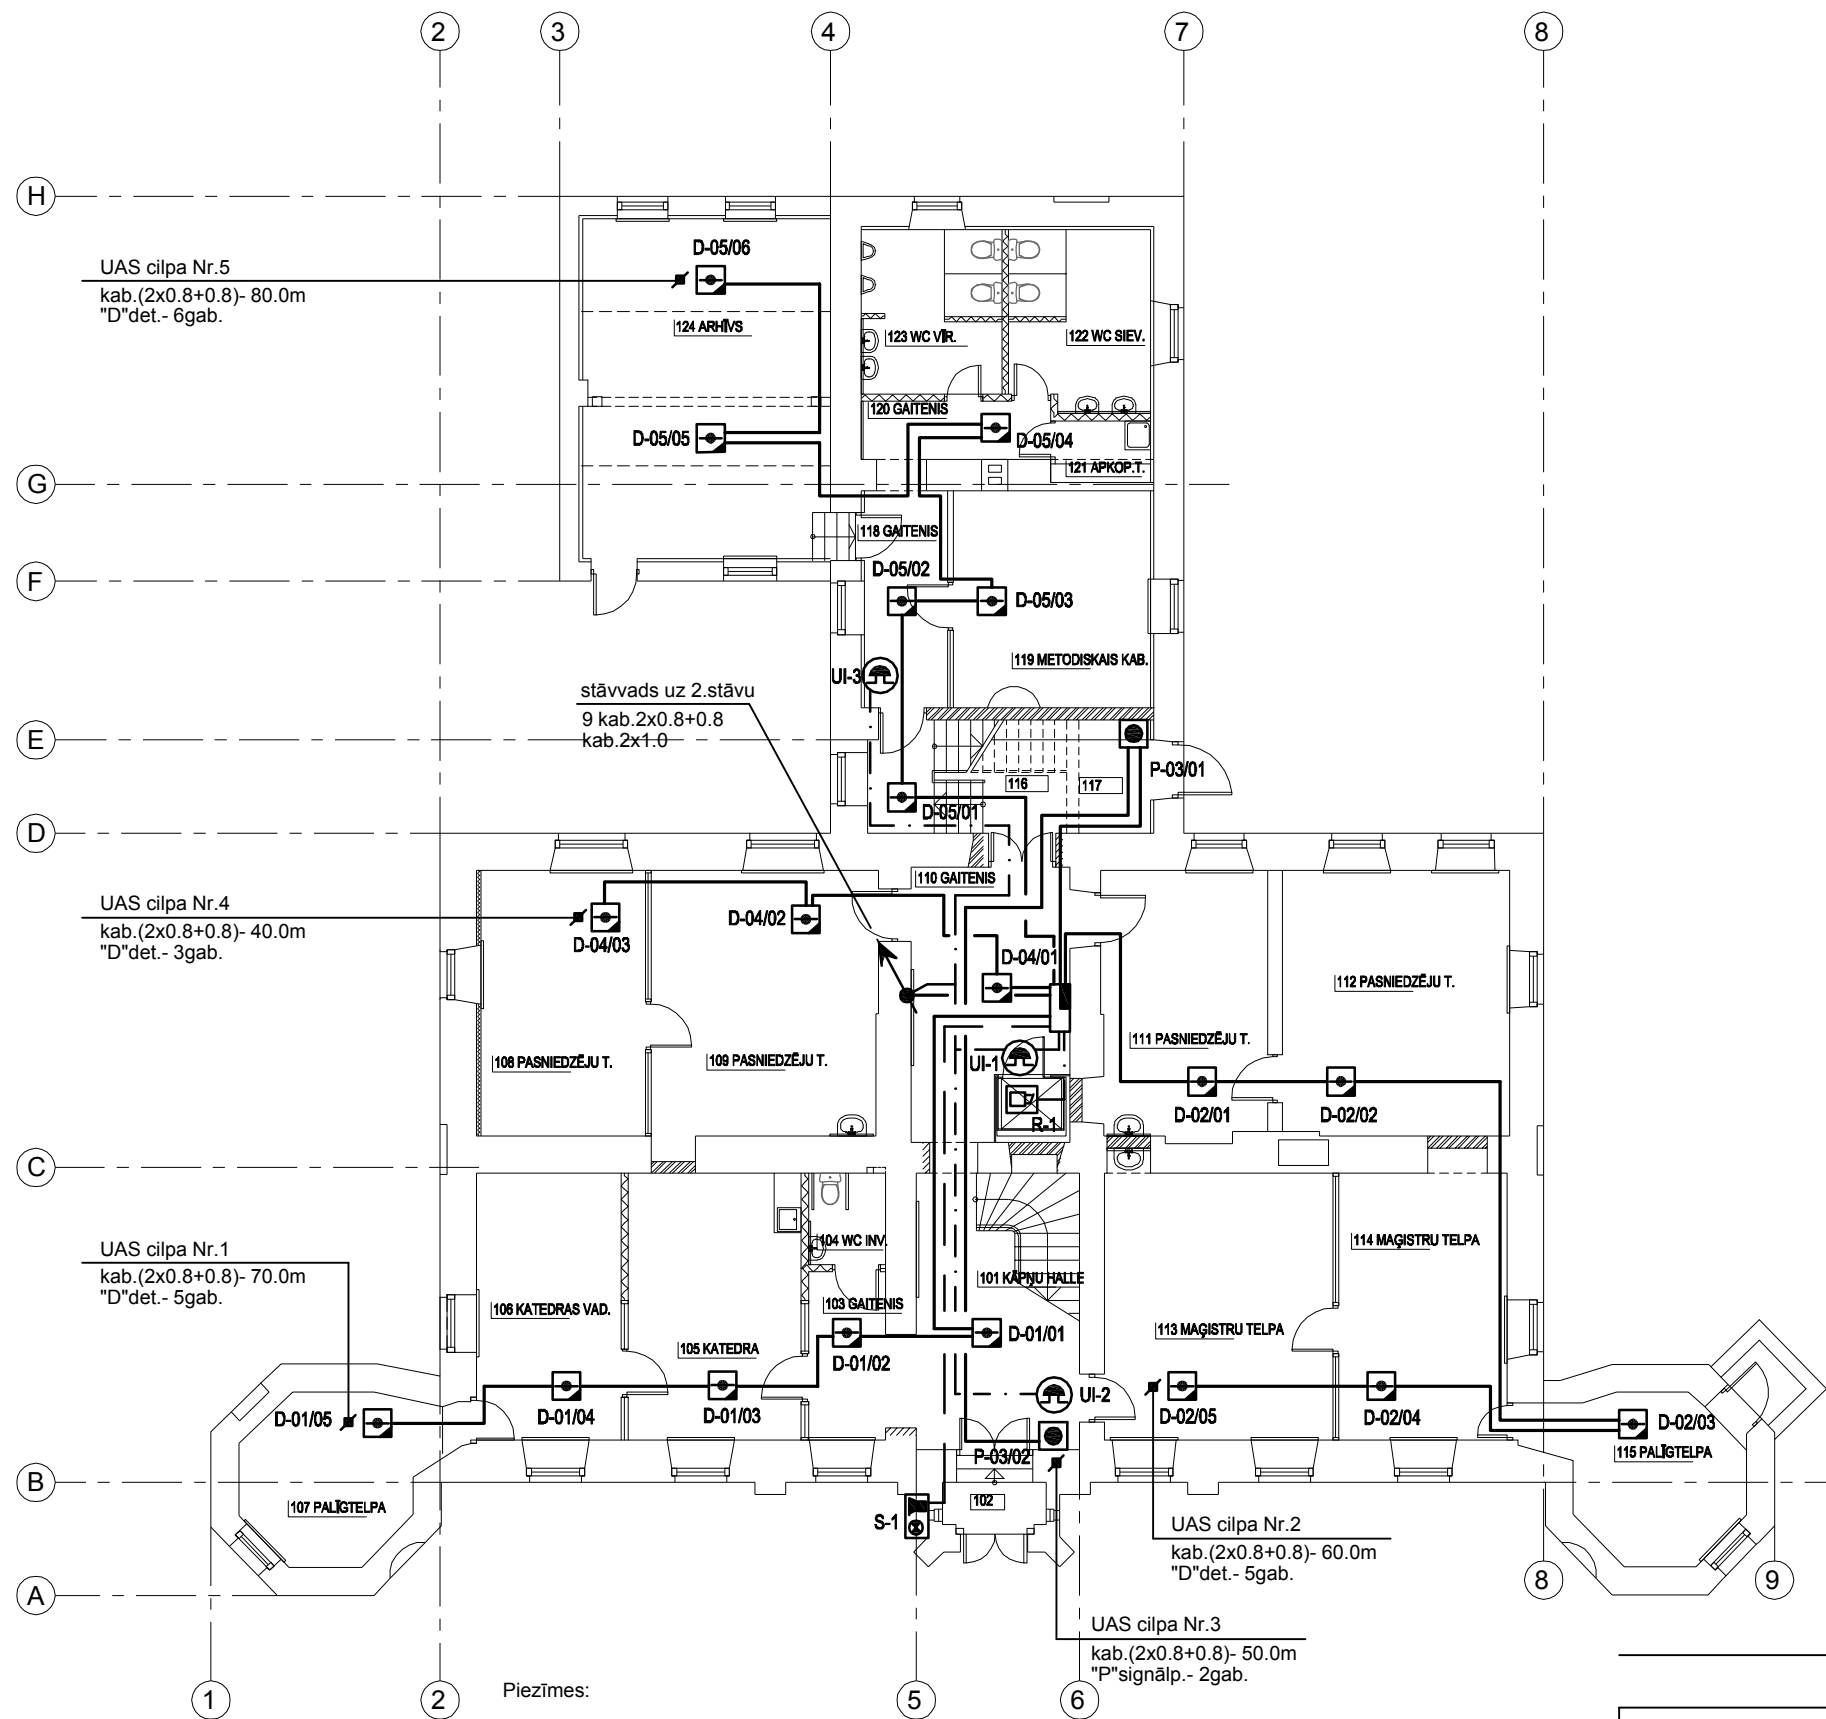 2
3
4
7
8
H
D-05/06
UAS cilpa Nr.5
kab.(2x0.8+0.8)- 80.0m
"D"det.- 6gab.
124 ARHĪVS
123 WC VĪR.
122 WC SIEV.
120 GAITENIS
D-05/05
D-05/04
121 APKOP.T.
G
118 GAITENIS
D-05/02
F
D-05/03
119 METODISKAIS KAB.
UI-3
stāvvads uz 2.stāvu
9 kab.2x0.8+0.8
kab.2x1.0
E
P-03/01
116
117
D-05/01
D
110 GAITENIS
UAS cilpa Nr.4
kab.(2x0.8+0.8)- 40.0m
"D"det.- 3gab.
D-04/03
D-04/02
D-04/01
112 PASNIEDZĒJU T.
111 PASNIEDZĒJU T.
108 PASNIEDZĒJU T.
109 PASNIEDZĒJU T.
UI-1
R-1
D-02/01
D-02/02
C
104 WC INV.
114 MAĢISTRU TELPA
UAS cilpa Nr.1
kab.(2x0.8+0.8)- 70.0m
"D"det.- 5gab.
101 KĀPŅU HALLE
106 KATEDRAS VAD.
103 GAITENIS
113 MAĢISTRU TELPA
105 KATEDRA
D-01/01
D-01/02
D-01/05
D-01/04
D-01/03
UI-2
D-02/05
D-02/04
D-02/03
115 PALĪGTELPA
P-03/02
B
107 PALĪGTELPA
102
S-1
UAS cilpa Nr.2
kab.(2x0.8+0.8)- 60.0m
"D"det.- 5gab.
A
8
9
UAS cilpa Nr.3
kab.(2x0.8+0.8)- 50.0m
"P"signālp.- 2gab.
Piezīmes:
1
2
5
6